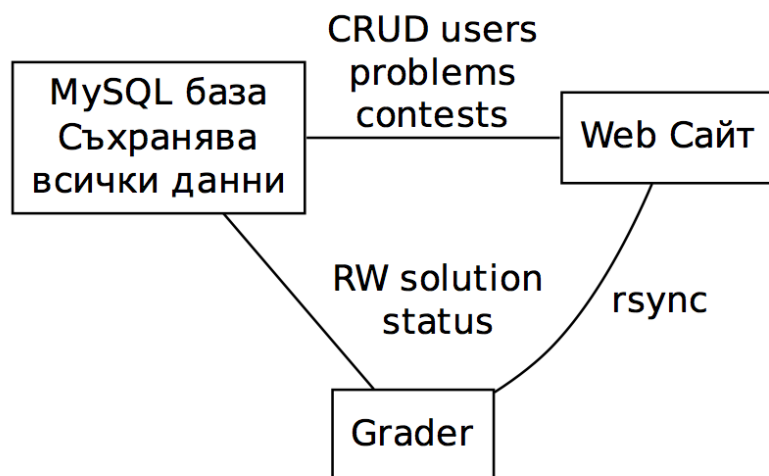 CRUD users
problems
contests
MySQL база
Съхранява
всички данни
Web Сайт
RW solution
status
rsync
Grader